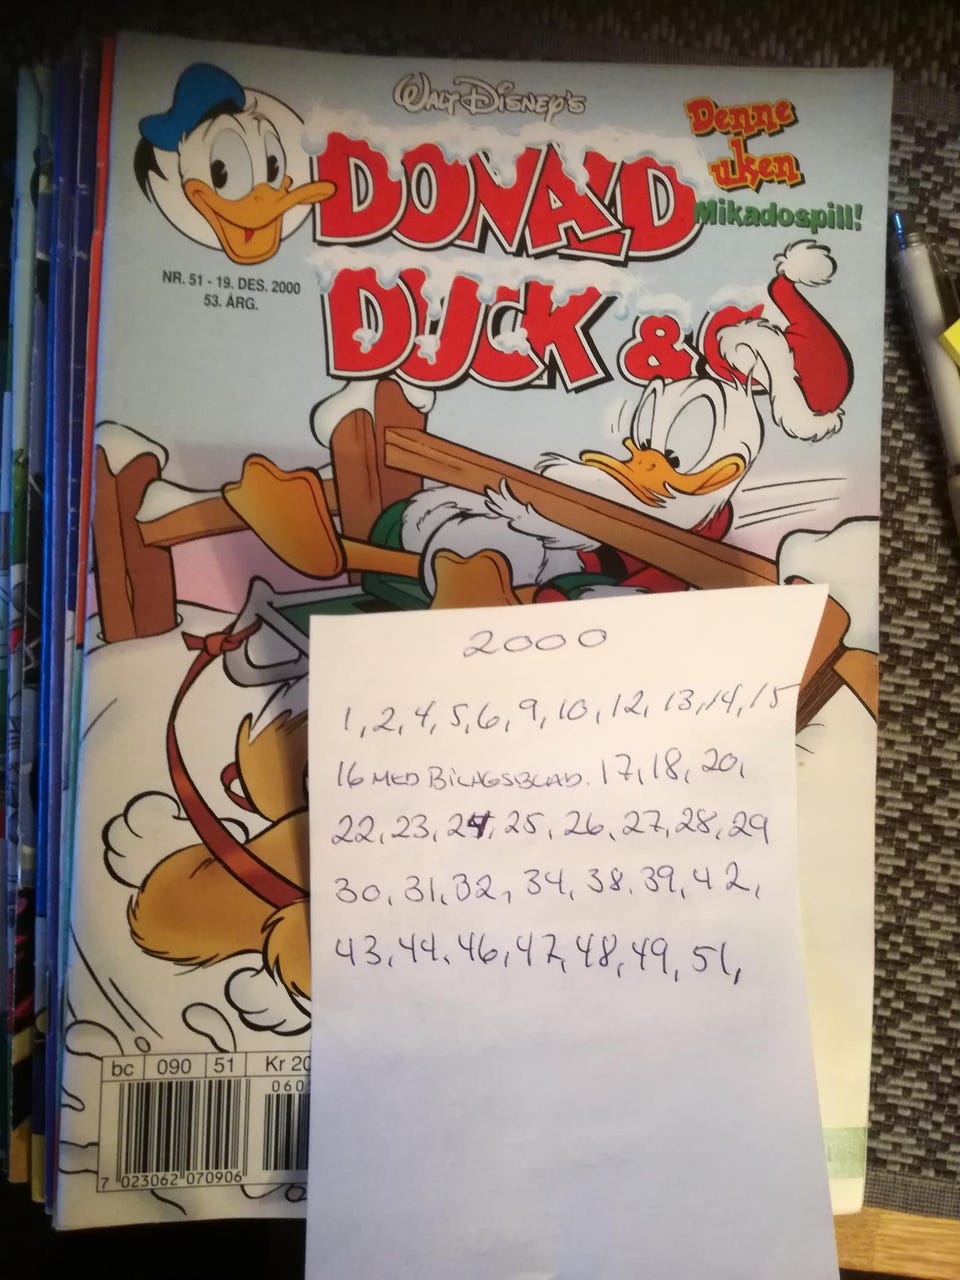 WALT DISNEY'S
DONALD
DUCK & C
Denne
uken
Mikadospill!
NR. 51 - 19. DES. 2000
53. ÅRG.
2000
1, 2, 4, 5, 6, 9, 10, 12, 13, 14, 15
16 MED BILAGSBLAD. 17, 18, 20,
22, 23, 24, 25, 26, 27, 28, 29
30, 31, 32, 34, 38, 39, 42,
43, 44. 46, 47, 48, 49, 51,
bc 090 51 Kr 20
060
7 023062 070906